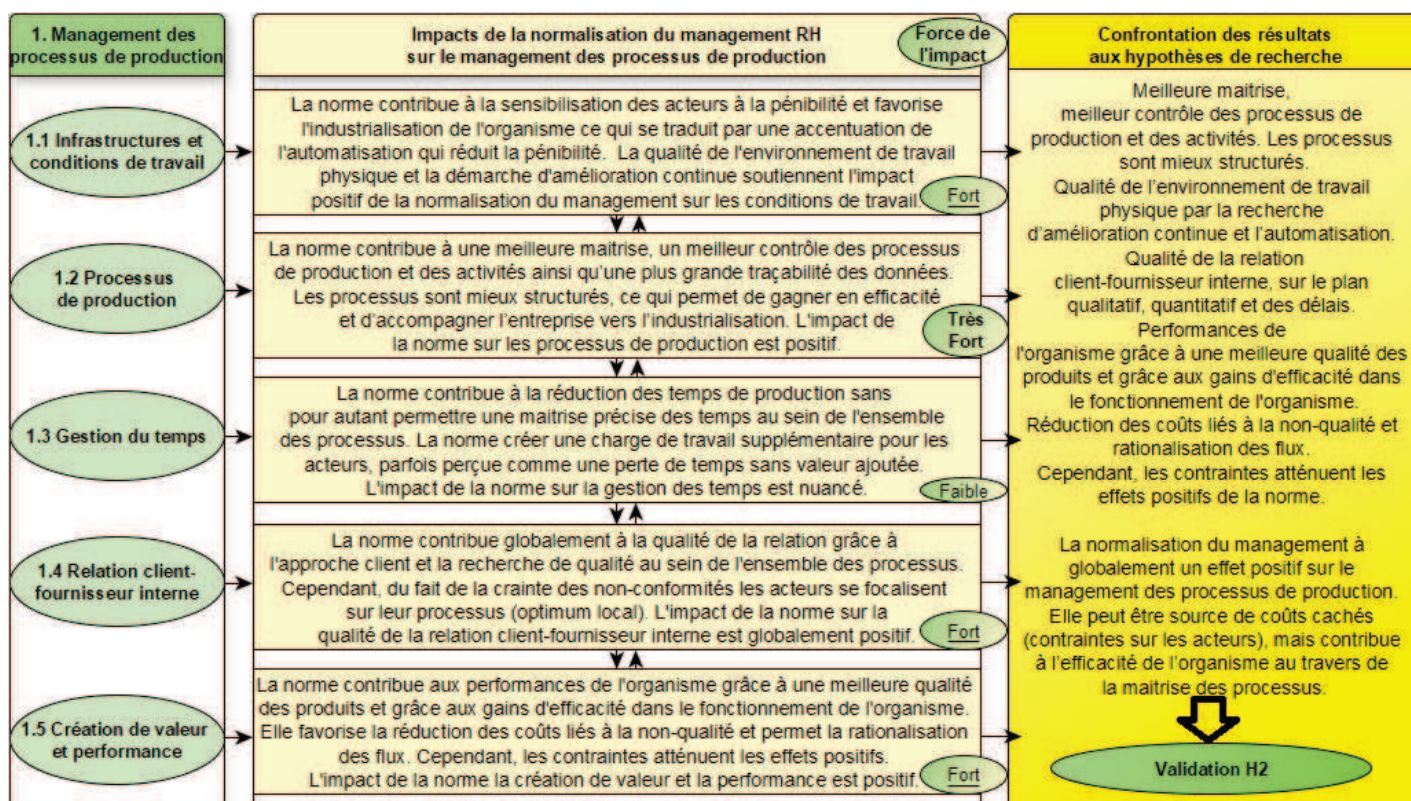 1. Management des
processus de production
Impacts de la normalisation du management RH
sur le management des processus de production
Force de
l'impact
Confrontation des résultats
aux hypothèses de recherche
1.1 Infrastructures et
conditions de travail
La norme contribue à la sensibilisation des acteurs à la pénibilité et favorise
l'industrialisation de l'organisme ce qui se traduit par une accentuation de
l'automatisation qui réduit la pénibilité. La qualité de l'environnement de travail
physique et la démarche d'amélioration continue soutiennent l'impact
positif de la normalisation du management sur les conditions de travail.
Fort
1.2 Processus
de production
La norme contribue à une meilleure maitrise, un meilleur contrôle des processus
de production et des activités ainsi qu'une plus grande traçabilité des données.
Les processus sont mieux structurés, ce qui permet de gagner en efficacité
et d'accompagner l'entreprise vers l'industrialisation. L'impact de
la norme sur les processus de production est positif.
Très
Fort
1.3 Gestion du temps
La norme contribue à la réduction des temps de production sans
pour autant permettre une maitrise précise des temps au sein de l'ensemble
des processus. La norme créer une charge de travail supplémentaire pour les
acteurs, parfois perçue comme une perte de temps sans valeur ajoutée.
L'impact de la norme sur la gestion des temps est nuancé.
Faible
1.4 Relation client-
fournisseur interne
La norme contribue globalement à la qualité de la relation grâce à
l'approche client et la recherche de qualité au sein de l'ensemble des processus.
Cependant, du fait de la crainte des non-conformités les acteurs se focalisent
sur leur processus (optimum local). L'impact de la norme sur la
qualité de la relation client-fournisseur interne est globalement positif.
Fort
1.5 Création de valeur
et performance
La norme contribue aux performances de l'organisme grâce à une meilleure qualité
des produits et grâce aux gains d'efficacité dans le fonctionnement de l'organisme.
Elle favorise la réduction des coûts liés à la non-qualité et permet la rationalisation
des flux. Cependant, les contraintes atténuent les effets positifs.
L'impact de la norme la création de valeur et la performance est positif.
Fort
Meilleure maitrise,
meilleur contrôle des processus de
production et des activités. Les processus
sont mieux structurés.
Qualité de l'environnement de travail
physique par la recherche
d'amélioration continue et l'automatisation.
Qualité de la relation
client-fournisseur interne, sur le plan
qualitatif, quantitatif et des délais.
Performances de
l'organisme grâce à une meilleure qualité des
produits et grâce aux gains d'efficacité dans
le fonctionnement de l'organisme.
Réduction des coûts liés à la non-qualité et
rationalisation des flux.
Cependant, les contraintes atténuent les
effets positifs de la norme.
La normalisation du management à
globalement un effet positif sur le
management des processus de production.
Elle peut être source de coûts cachés
(contraintes sur les acteurs), mais contribue
à l'efficacité de l'organisme au travers de
la maitrise des processus.
Validation H2